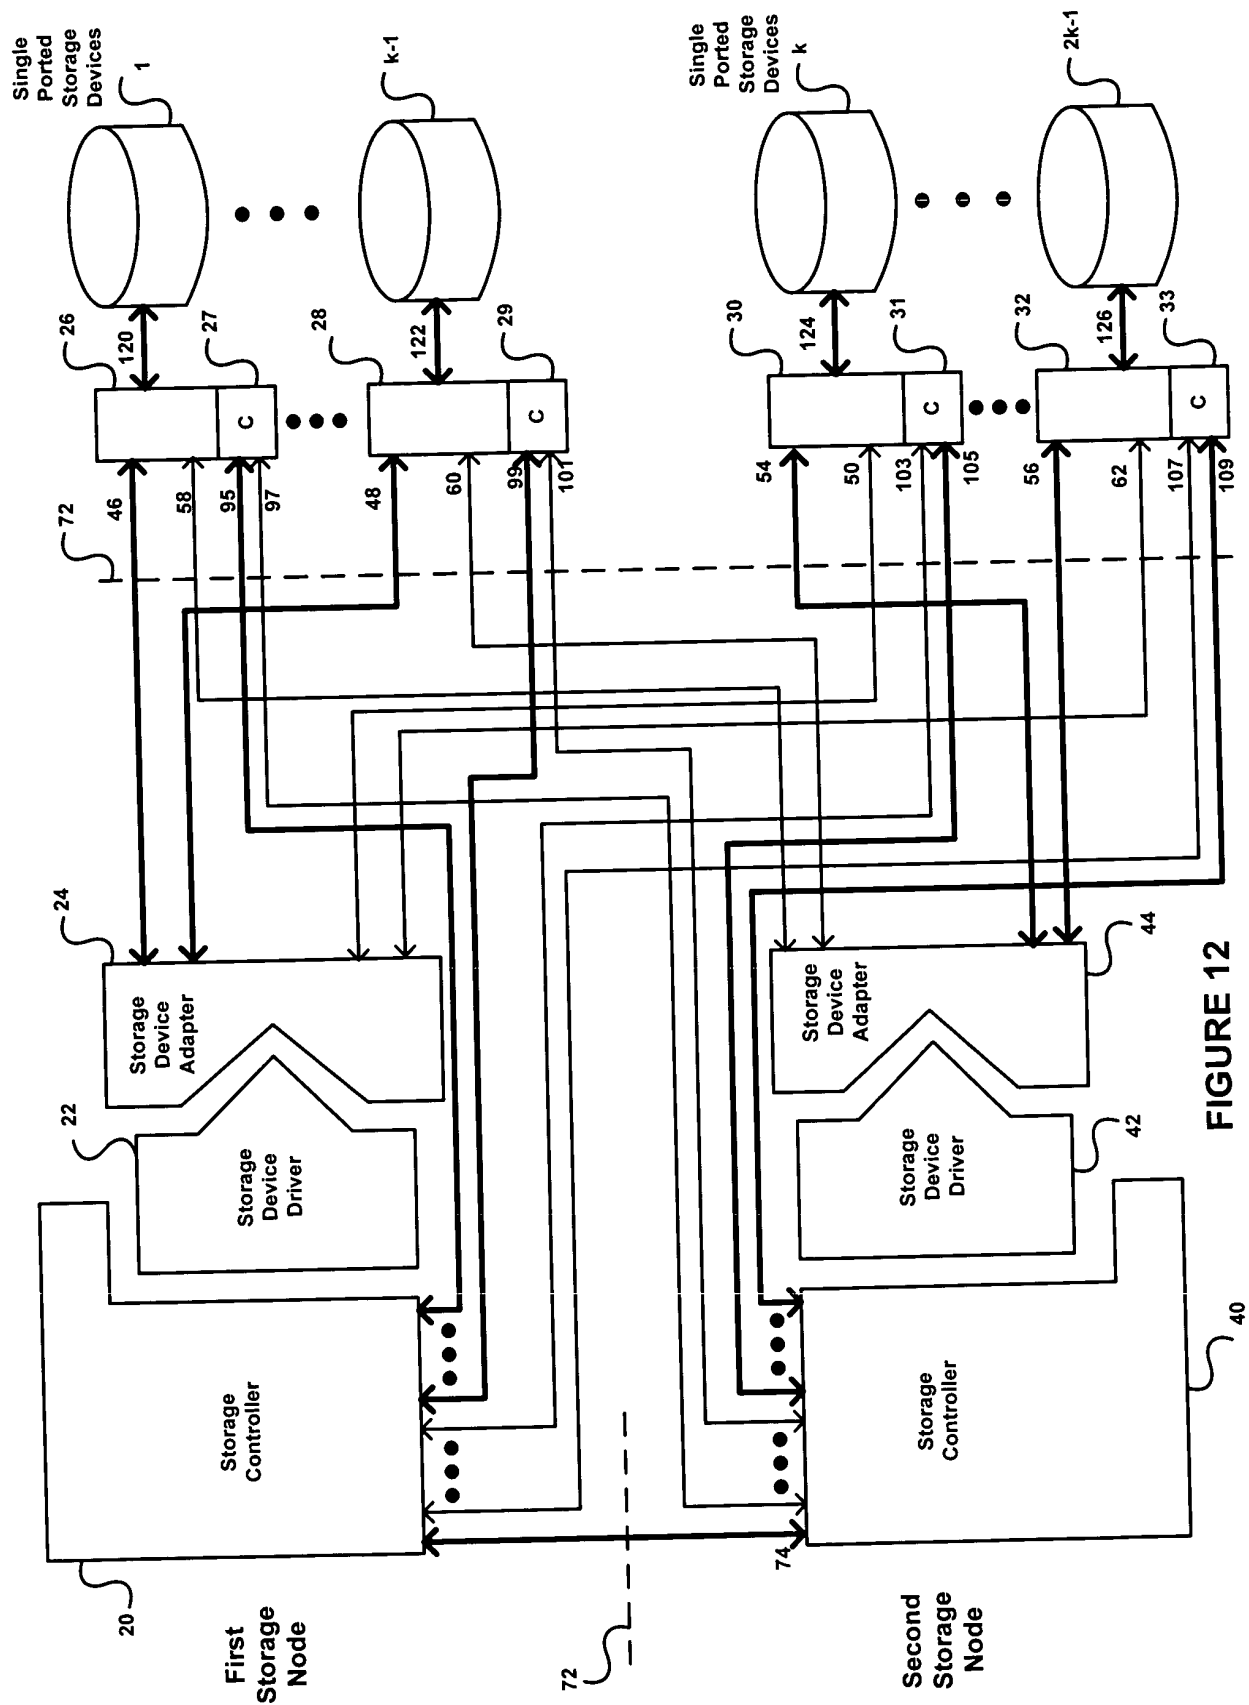 Single
Ported
Storage
Devices
1
k-1
Single
Ported
Storage
Devices
k
2k-1
26
120
27
28
122
29
30
124
31
32
126
33
C
C
C
C
72
46
58
95
97
48
60
99
101
54
50
103
105
56
62
107
109
24
Storage
Device
Adapter
44
Storage
Device
Adapter
22
Storage
Device
Driver
42
Storage
Device
Driver
Storage
Controller
20
Storage
Controller
40
74
72
First
Storage
Node
Second
Storage
Node
FIGURE 12